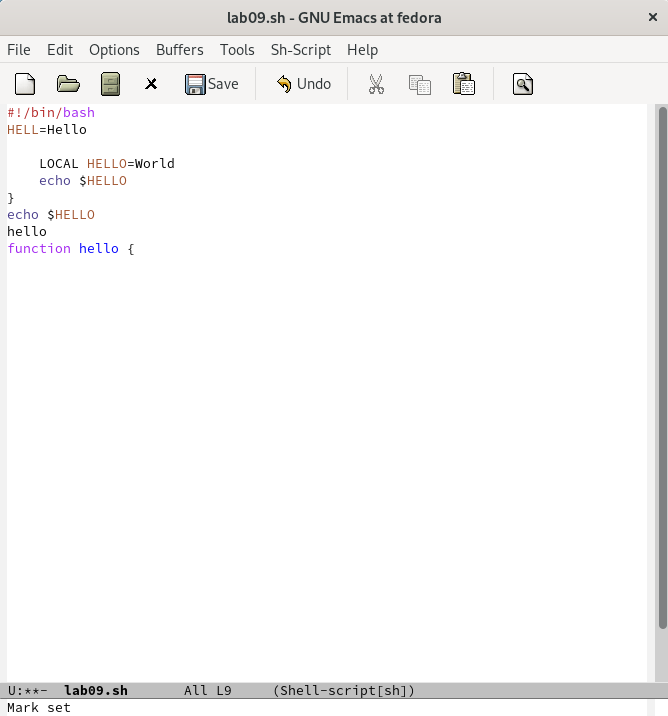 lab09.sh - GNU Emacs at fedora
File Edit Options Buffers Tools Sh-Script Help
Save Undo
#!/bin/bash
HELL=Hello
    LOCAL HELLO=World
    echo $HELLO
}
echo $HELLO
hello
function hello {
U:**-  lab09.sh       All L9     (Shell-script[sh])
Mark set